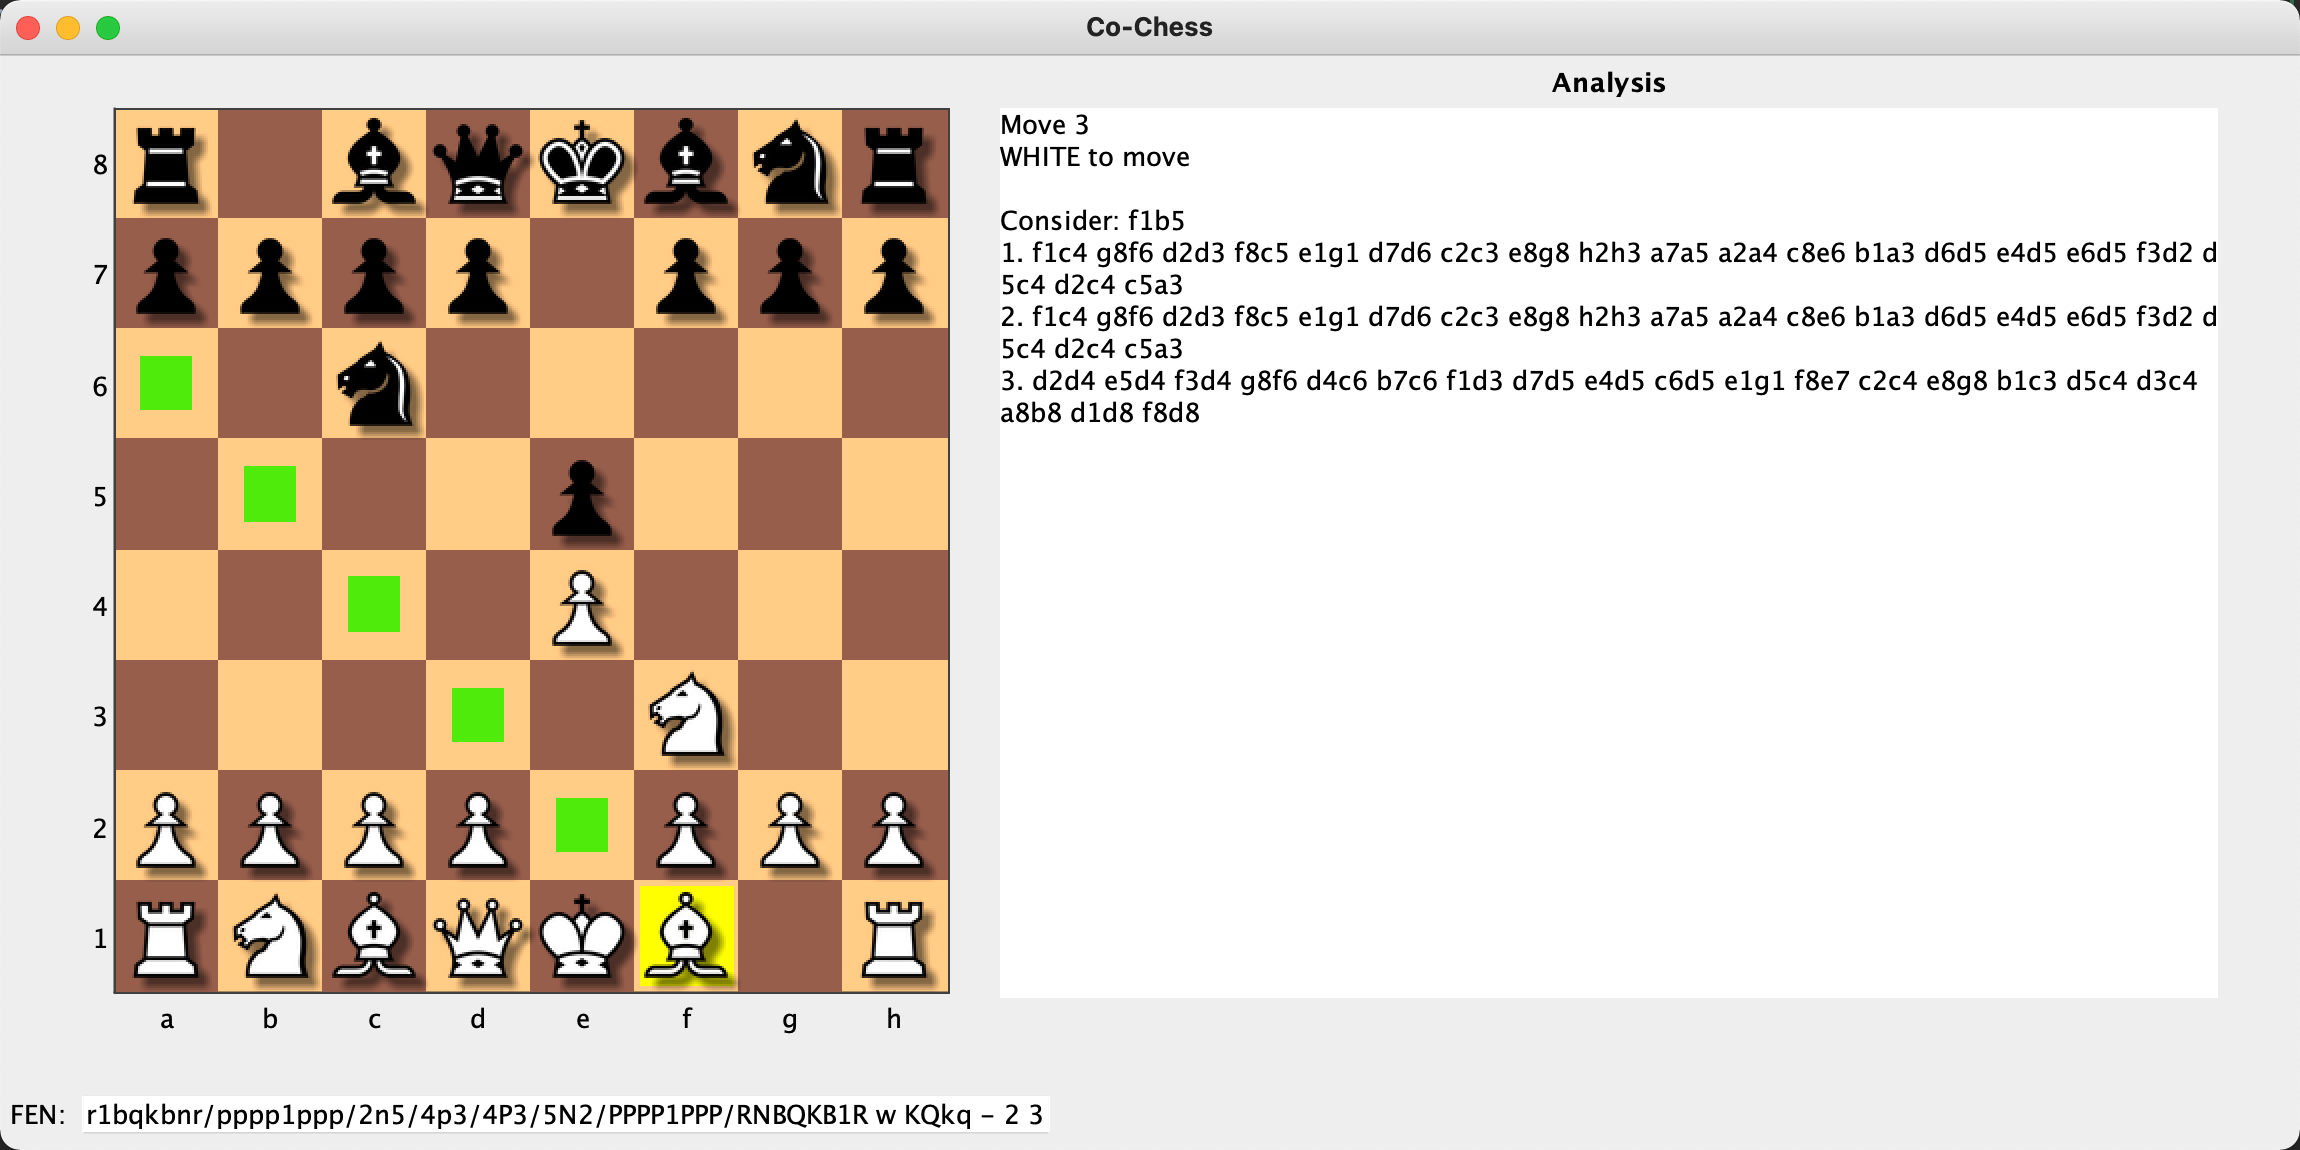 Co-Chess
Analysis
Move 3
WHITE to move
Consider: f1b5
1. f1c4 g8f6 d2d3 f8c5 e1g1 d7d6 c2c3 e8g8 h2h3 a7a5 a2a4 c8e6 b1a3 d6d5 e4d5 e6d5 f3d2 d
5c4 d2c4 c5a3
2. f1c4 g8f6 d2d3 f8c5 e1g1 d7d6 c2c3 e8g8 h2h3 a7a5 a2a4 c8e6 b1a3 d6d5 e4d5 e6d5 f3d2 d
5c4 d2c4 c5a3
3. d2d4 e5d4 f3d4 g8f6 d4c6 b7c6 f1d3 d7d5 e4d5 c6d5 e1g1 f8e7 c2c4 e8g8 b1c3 d5c4 d3c4
a8b8 d1d8 f8d8
8
7
6
5
4
3
2
1
a b c d e f g h
FEN: r1bqkbnr/pppp1ppp/2n5/4p3/4P3/5N2/PPPP1PPP/RNBQKB1R w KQkq – 2 3